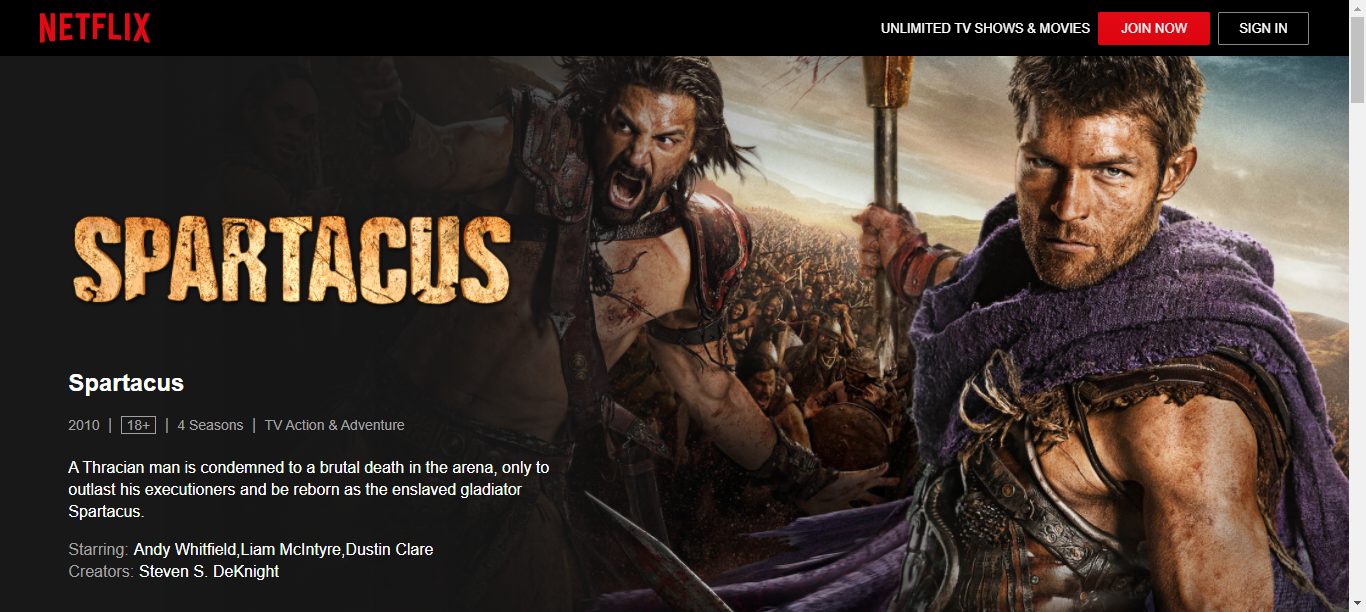 NETFLIX
UNLIMITED TV SHOWS & MOVIES
JOIN NOW
SIGN IN
SPARTACUS
Spartacus
2010 | 18+ | 4 Seasons | TV Action & Adventure
A Thracian man is condemned to a brutal death in the arena, only to
outlast his executioners and be reborn as the enslaved gladiator
Spartacus.
Starring: Andy Whitfield,Liam McIntyre,Dustin Clare
Creators: Steven S. DeKnight